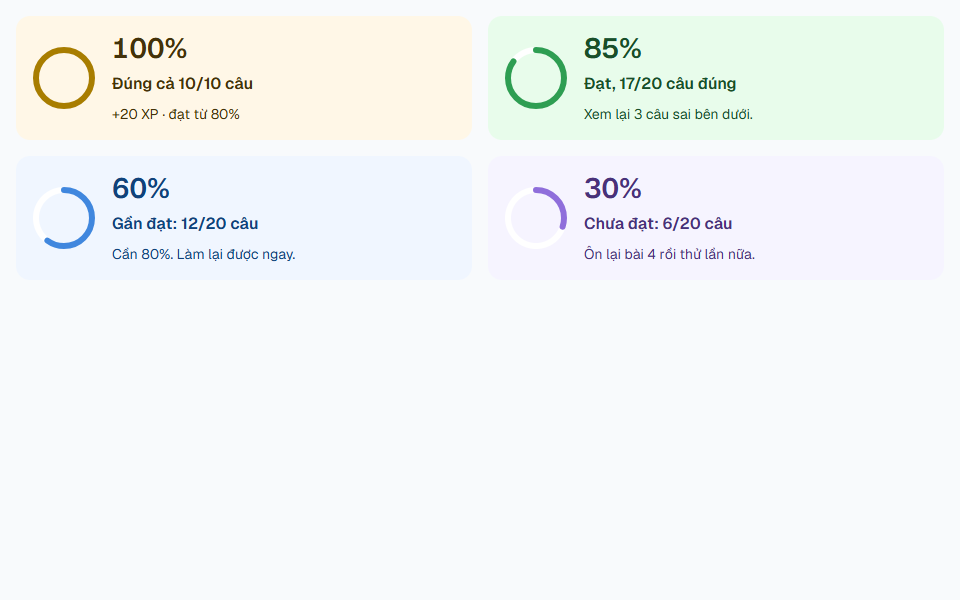 100%
Đúng cả 10/10 câu
+20 XP · đạt từ 80%
85%
Đạt, 17/20 câu đúng
Xem lại 3 câu sai bên dưới.
60%
Gần đạt: 12/20 câu
Cần 80%. Làm lại được ngay.
30%
Chưa đạt: 6/20 câu
Ôn lại bài 4 rồi thử lần nữa.